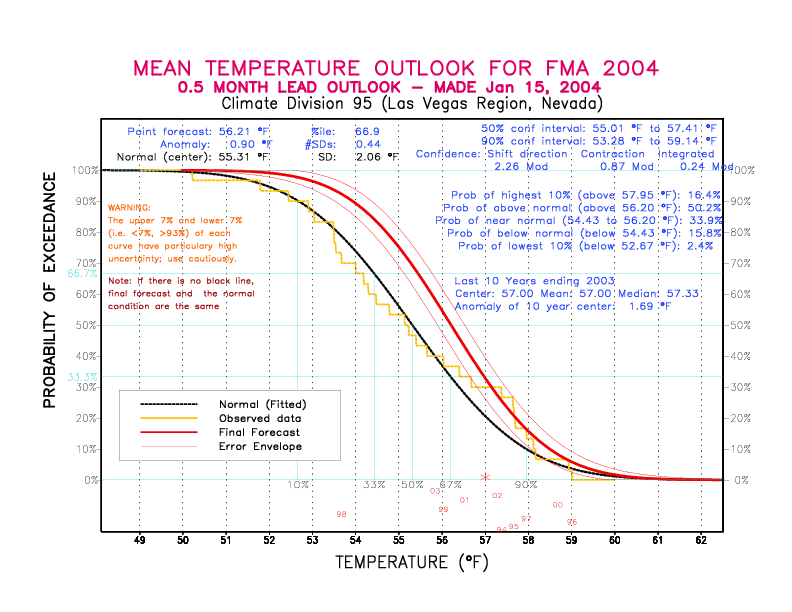 MEAN TEMPERATURE OUTLOOK FOR FMA 2004
0.5 MONTH LEAD OUTLOOK – MADE Jan 15, 2004
Climate Division 95 (Las Vegas Region, Nevada)
Point forecast: 56.21 °F %ile: 66.9
Anomaly: 0.90 °F #SDs: 0.44
Normal (center): 55.31 °F SD: 2.06 °F
50% conf interval: 55.01 °F to 57.41 °F
90% conf interval: 53.28 °F to 59.14 °F
Confidence: Shift direction Contraction Integrated
2.26 Mod 0.87 Mod 0.24 Mod
Prob of highest 10% (above 57.95 °F): 16.4%
Prob of above normal (above 56.20 °F): 50.2%
Prob of near normal (54.43 to 56.20 °F): 33.9%
Prob of below normal (below 54.43 °F): 15.8%
Prob of lowest 10% (below 52.67 °F): 2.4%
WARNING:
The upper 7% and lower 7%
(i.e. <7%, >93%) of each
curve have particulary high
uncertainty; use cautiously.
Note: if there is no black line,
final forecast and the normal
condition are the same
Last 10 Years ending 2003
Center: 57.00 Mean: 57.00 Median: 57.33
Anomaly of 10 year center: 1.69 °F
PROBABILITY OF EXCEEDANCE
100% 100%
90% 90%
80% 80%
70% 70%
66.7%
60% 60%
50% 50%
40% 40%
33.3%
30% 30%
20% 20%
10% 10%
0% 0%
Normal (Fitted)
Observed data
Final Forecast
Error Envelope
10% 33% 50% 67% 90%
03 02
01 00
99
98 97 96
94 95
49 50 51 52 53 54 55 56 57 58 59 60 61 62
TEMPERATURE (°F)